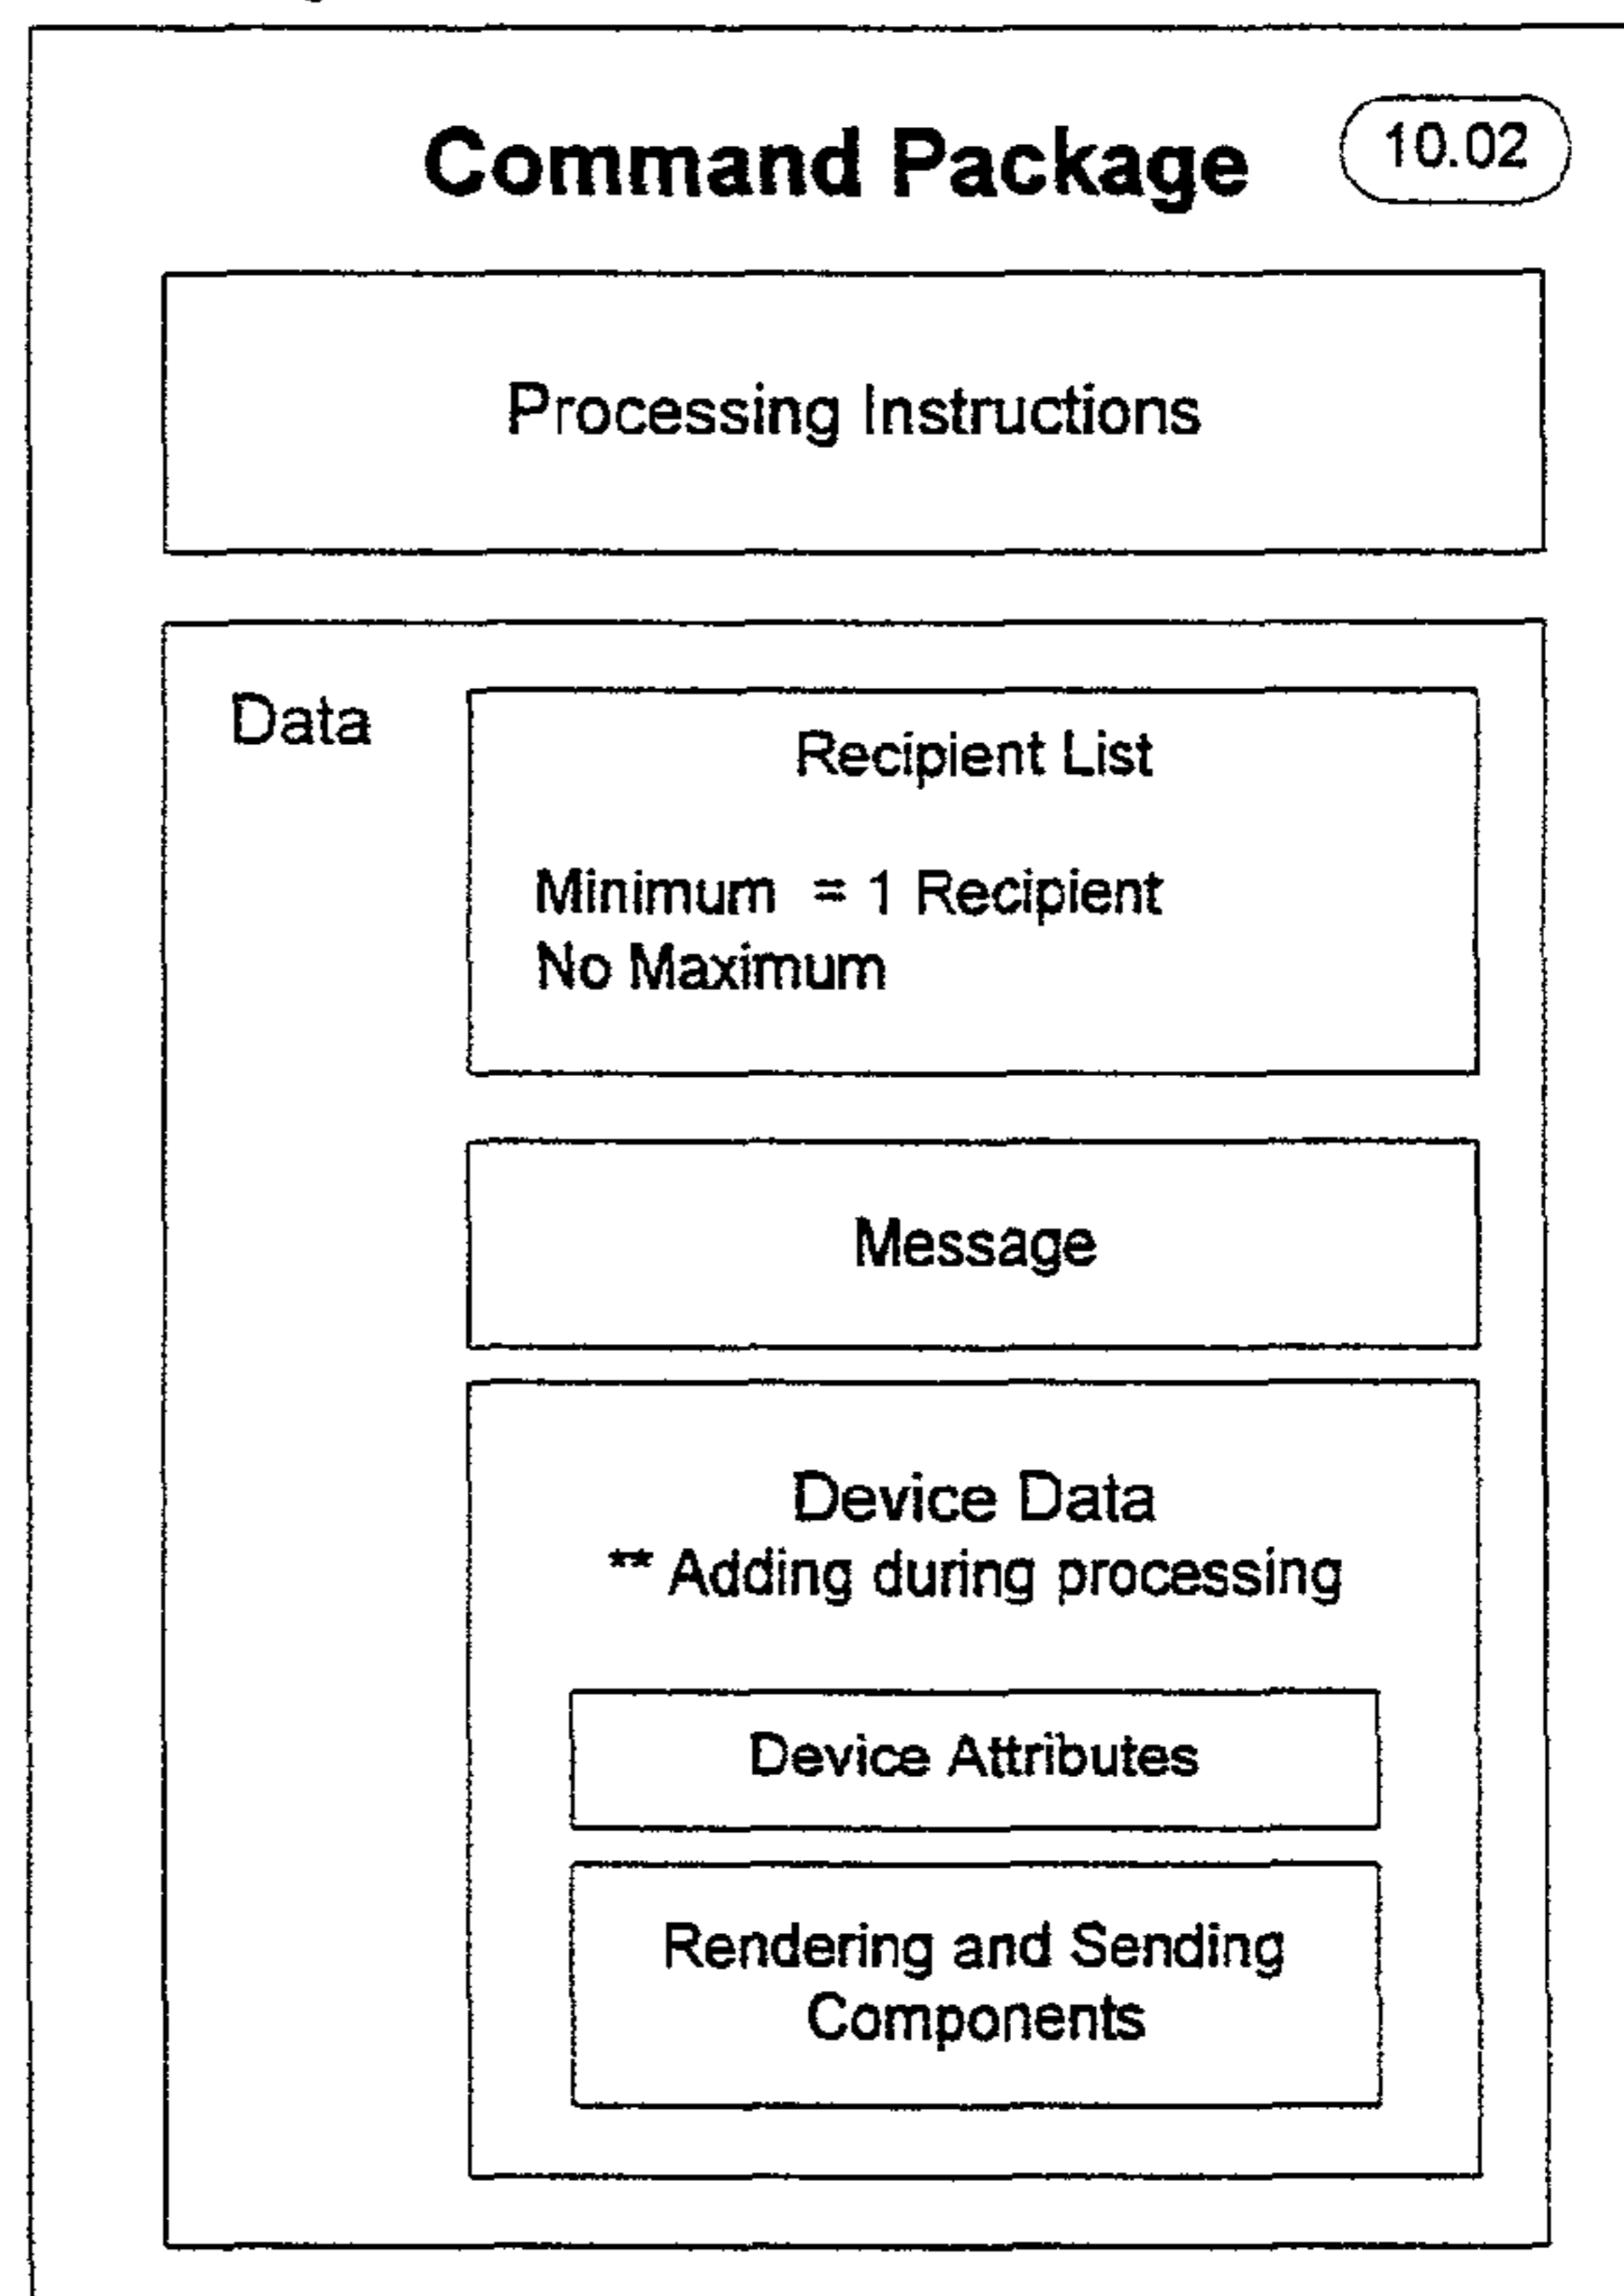 Command Package
10.02
Processing Instructions
Data
Recipient List
Minimum = 1 Recipient
No Maximum
Message
Device Data
** Adding during processing
Device Attributes
Rendering and Sending
Components